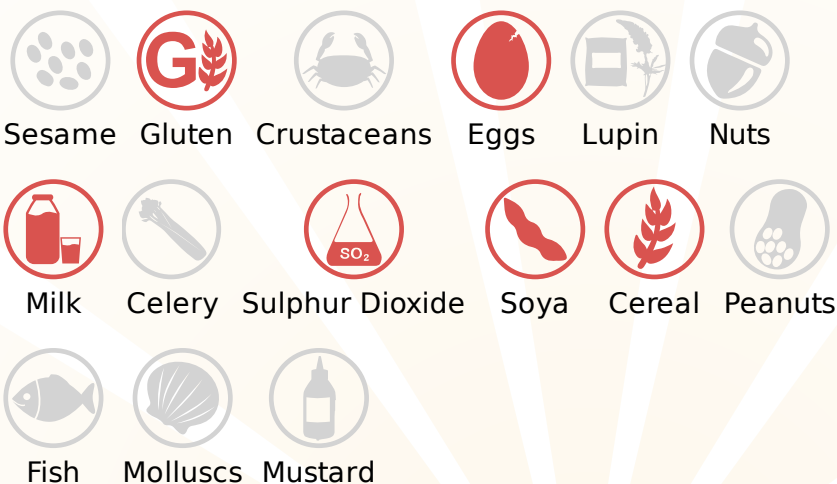 G
Sesame Gluten Crustaceans Eggs Lupin Nuts
SO₂
Milk Celery Sulphur Dioxide Soya Cereal Peanuts
Fish Molluscs Mustard